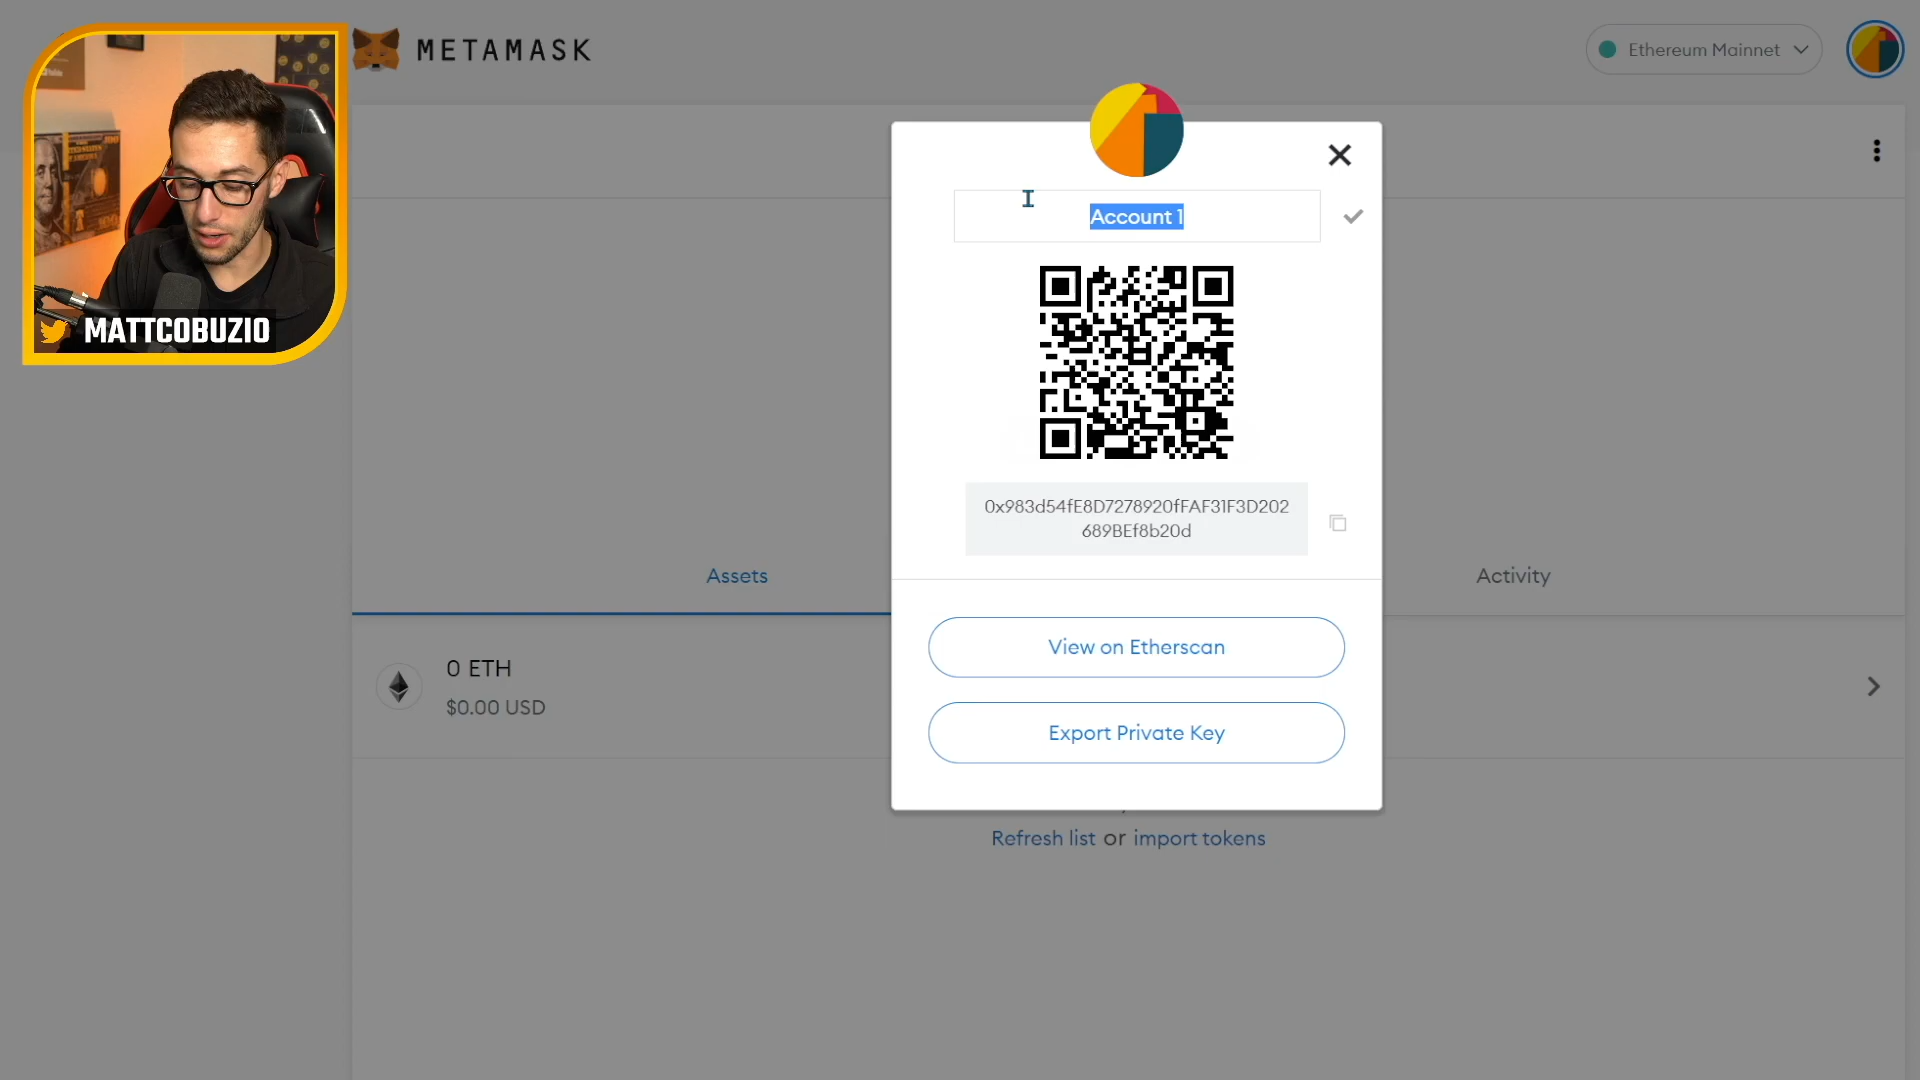 METAMASK
Ethereum Mainnet
MATTCOBUZIO
Account 1
0x983d54fE8D7278920fFAF31F3D202
689BEf8b20d
Assets
Activity
0 ETH
$0.00 USD
View on Etherscan
Export Private Key
Refresh list or import tokens